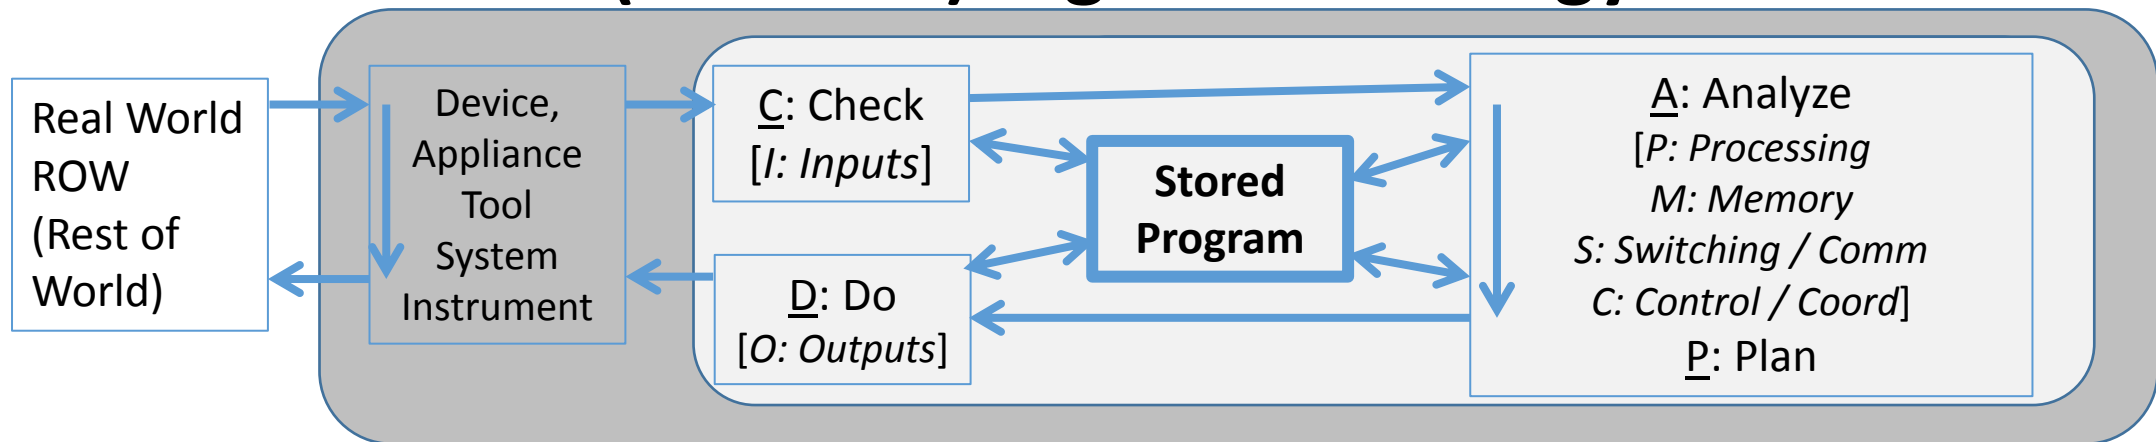 Real World
ROW
(Rest of
World)
Device,
Appliance
Tool
System
Instrument
C: Check
[I: Inputs]
D: Do
[O: Outputs]
Stored
Program
A: Analyze
[P: Processing
M: Memory
S: Switching / Comm
C: Control / Coord]
P: Plan